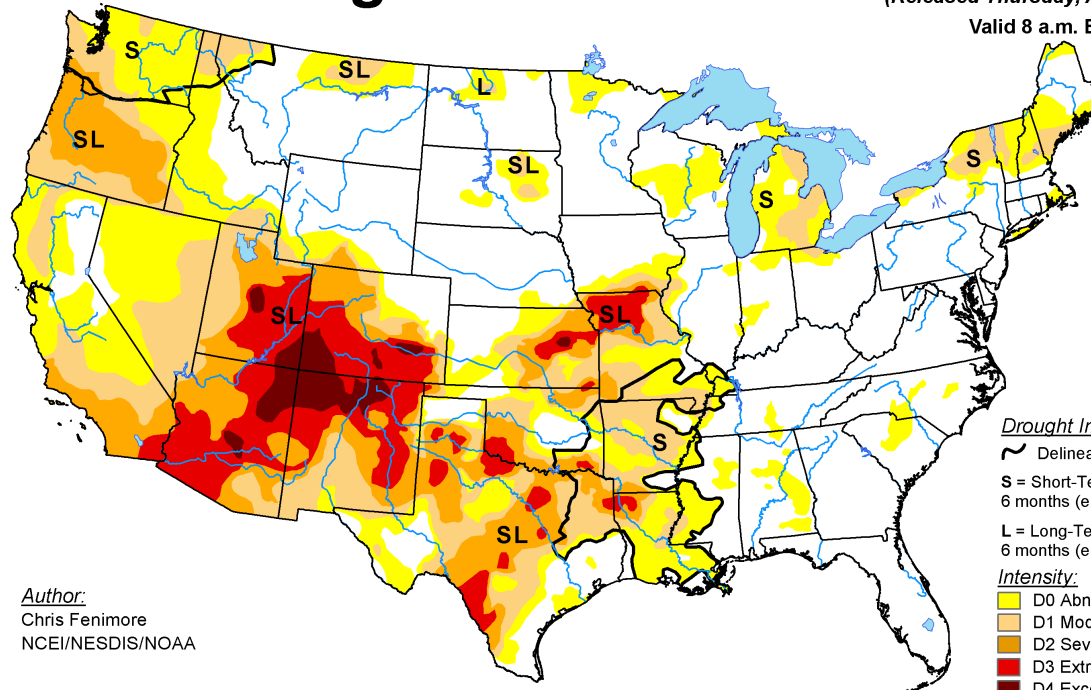 (Released Thursday,
Valid 8 a.m. E
S
SL
L
SL
SL
S
S
SL
SL
S
SL
Drought In
Deline
S = Short-Te
6 months (e
L = Long-Te
6 months (e
Intensity:
D0 Abn
D1 Mod
D2 Sev
D3 Extr
D4 Exc
Author:
Chris Fenimore
NCEI/NESDIS/NOAA